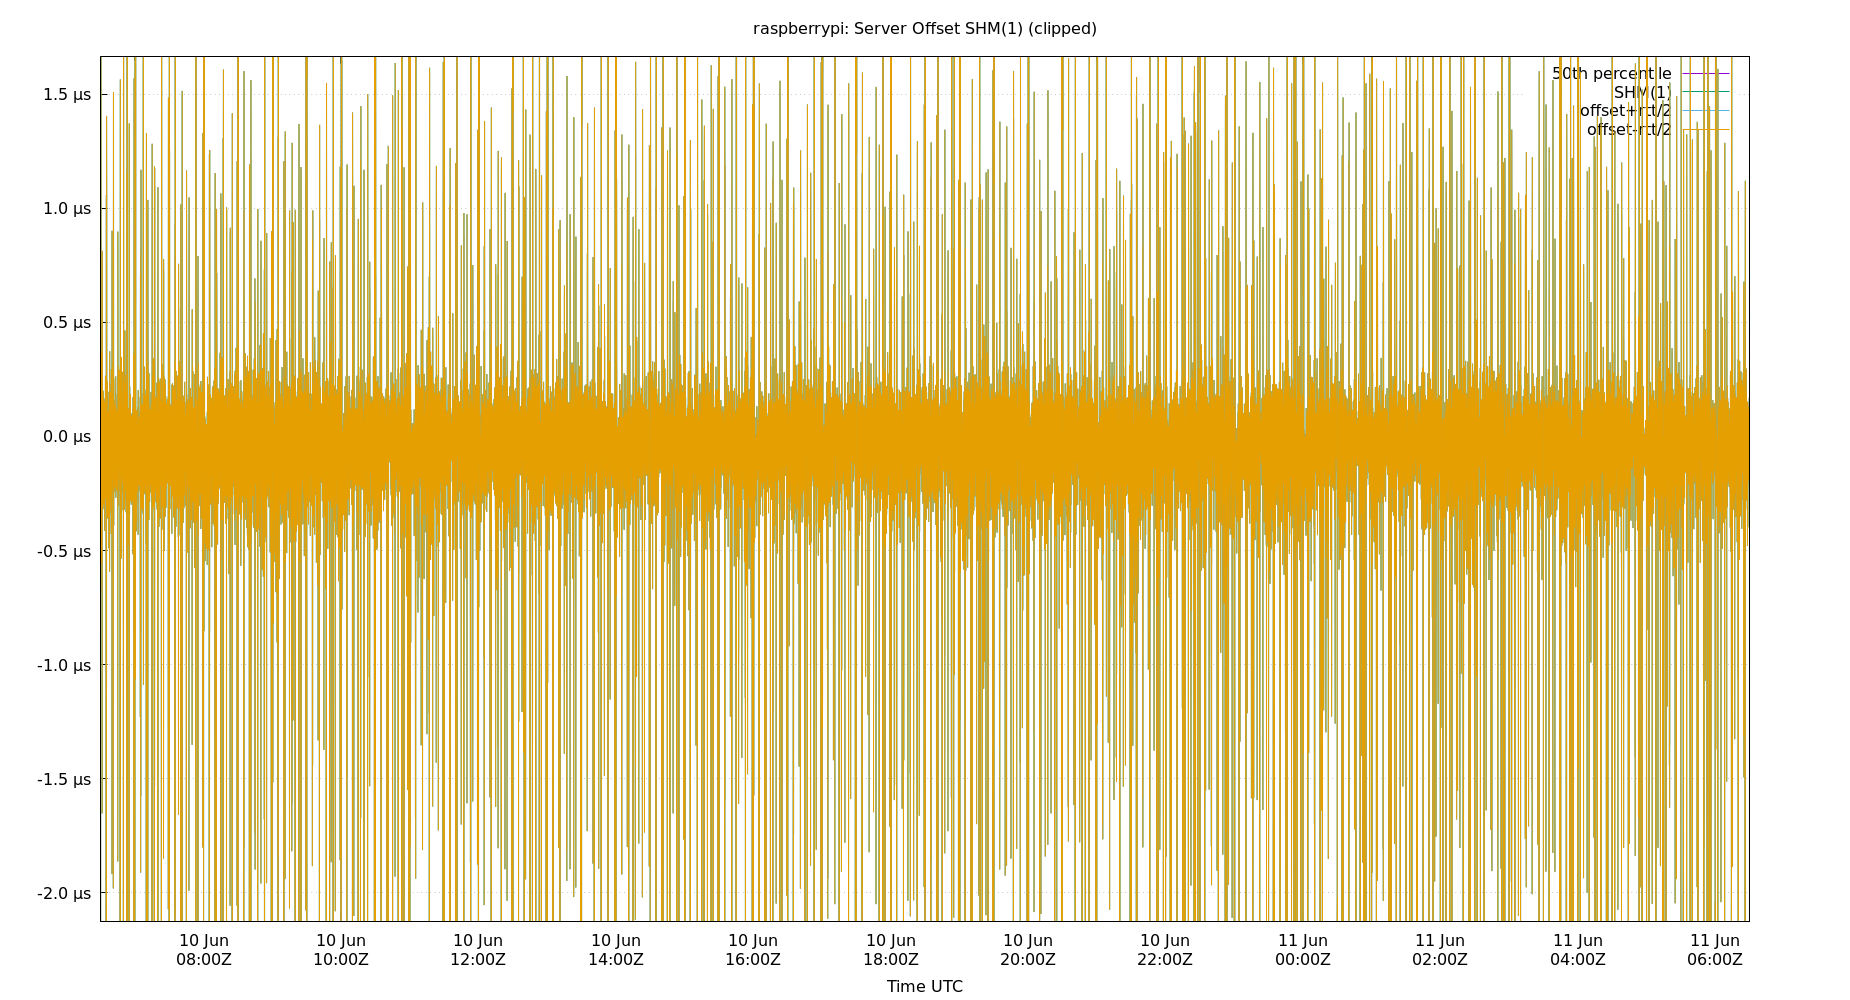 raspberrypi: Server Offset SHM(1) (clipped)
50th percentile
SHM(1)
offset+rtt/2
offset-rtt/2
1.5 µs
1.0 µs
0.5 µs
0.0 µs
-0.5 µs
-1.0 µs
-1.5 µs
-2.0 µs
10 Jun 10 Jun 10 Jun 10 Jun 10 Jun 10 Jun 10 Jun 10 Jun 11 Jun 11 Jun 11 Jun 11 Jun
08:00Z 10:00Z 12:00Z 14:00Z 16:00Z 18:00Z 20:00Z 22:00Z 00:00Z 02:00Z 04:00Z 06:00Z
Time UTC